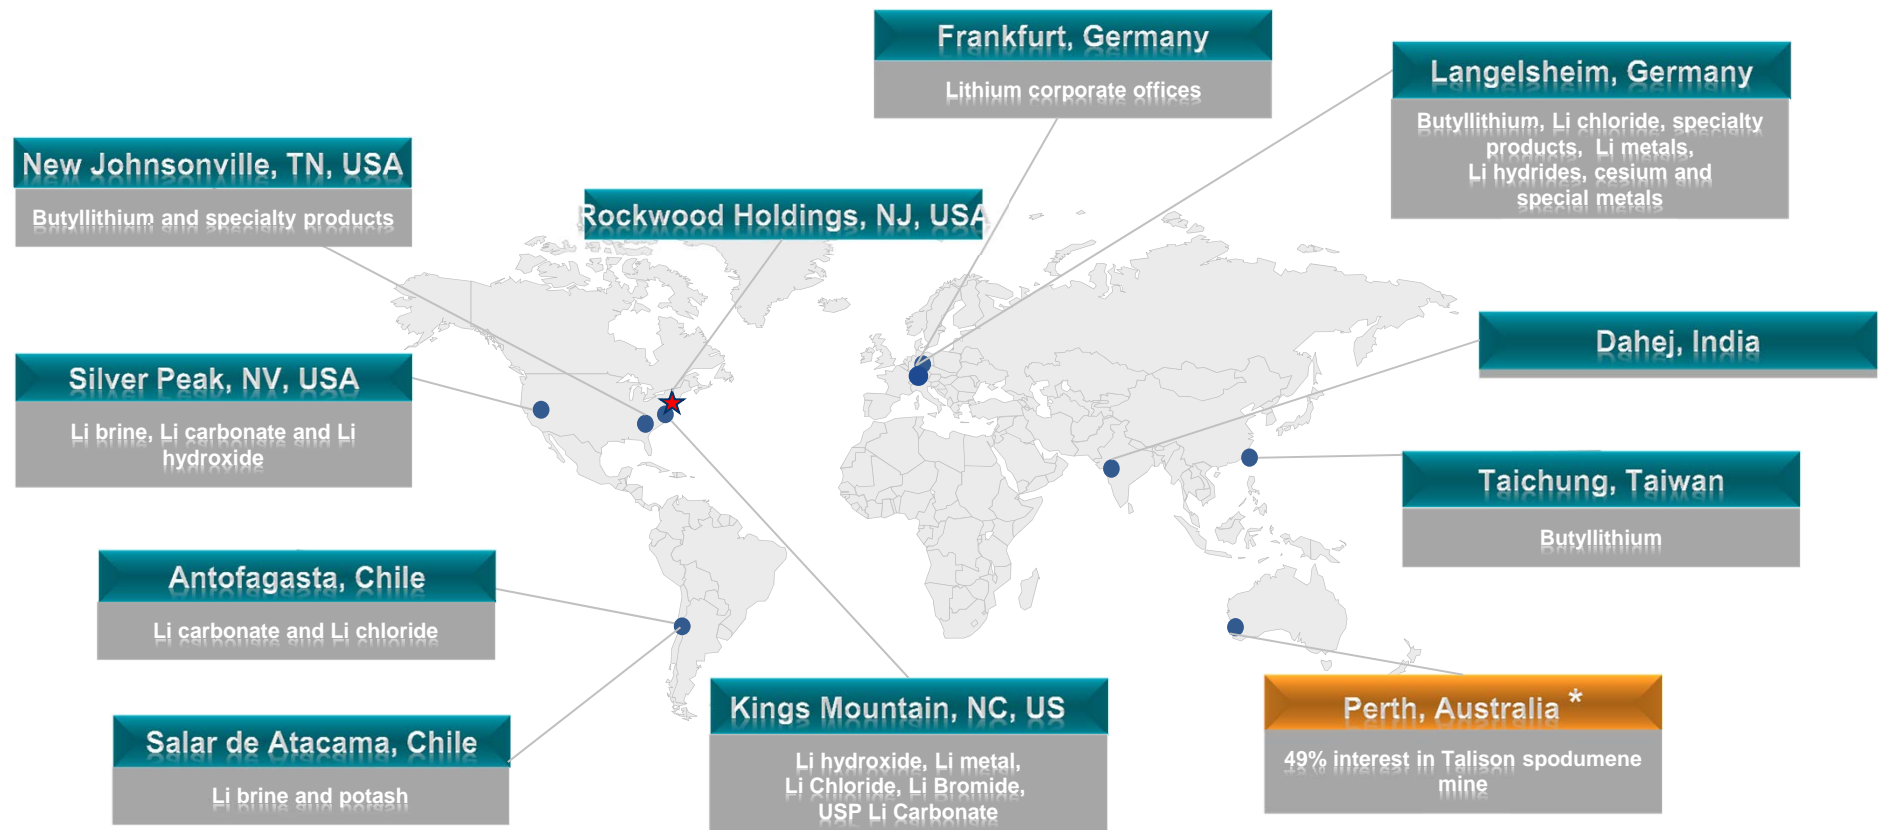 Frankfurt, Germany
Lithium corporate offices
Langelsheim, Germany
Butyllithium, Li chloride, specialty
products, Li metals,
Li hydrides, cesium and
special metals
New Johnsonville, TN, USA
Butyllithium and specialty products
Rockwood Holdings, NJ, USA
Dahej, India
Silver Peak, NV, USA
Li brine, Li carbonate and Li
hydroxide
Taichung, Taiwan
Butyllithium
Antofagasta, Chile
Li carbonate and Li chloride
Kings Mountain, NC, US
Li hydroxide, Li metal,
Li Chloride, Li Bromide,
USP Li Carbonate
Perth, Australia *
49% interest in Talison spodumene
mine
Salar de Atacama, Chile
Li brine and potash